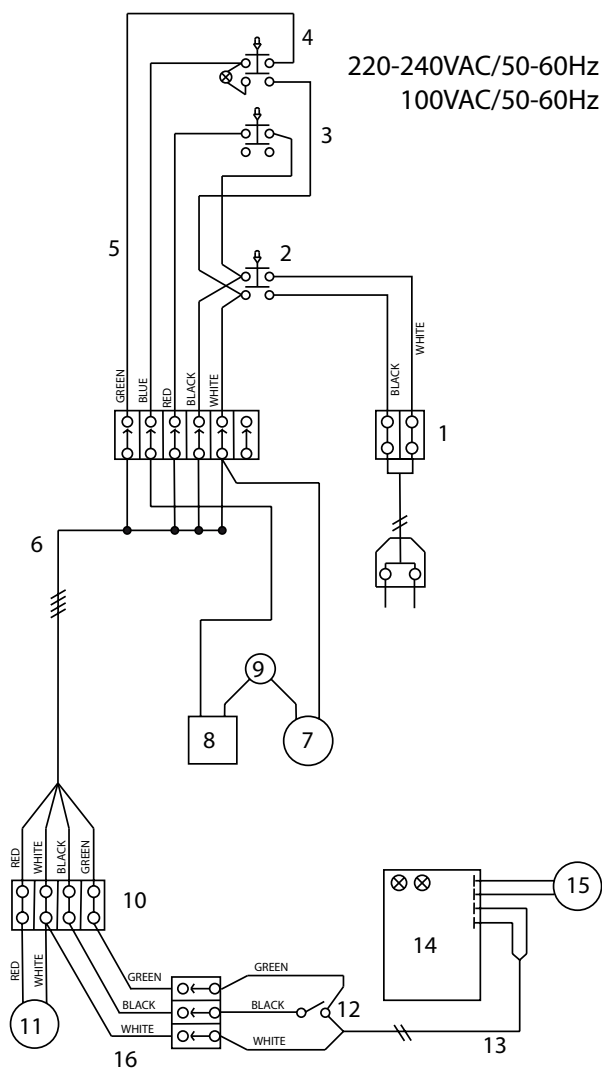 4
220-240VAC/50-60Hz
100VAC/50-60Hz
3
5
2
GREEN
BLUE
RED
BLACK
WHITE
BLACK
WHITE
1
6
9
8
7
RED
WHITE
BLACK
GREEN
10
14
15
RED
WHITE
11
GREEN
BLACK
WHITE
16
GREEN
BLACK
WHITE
12
13